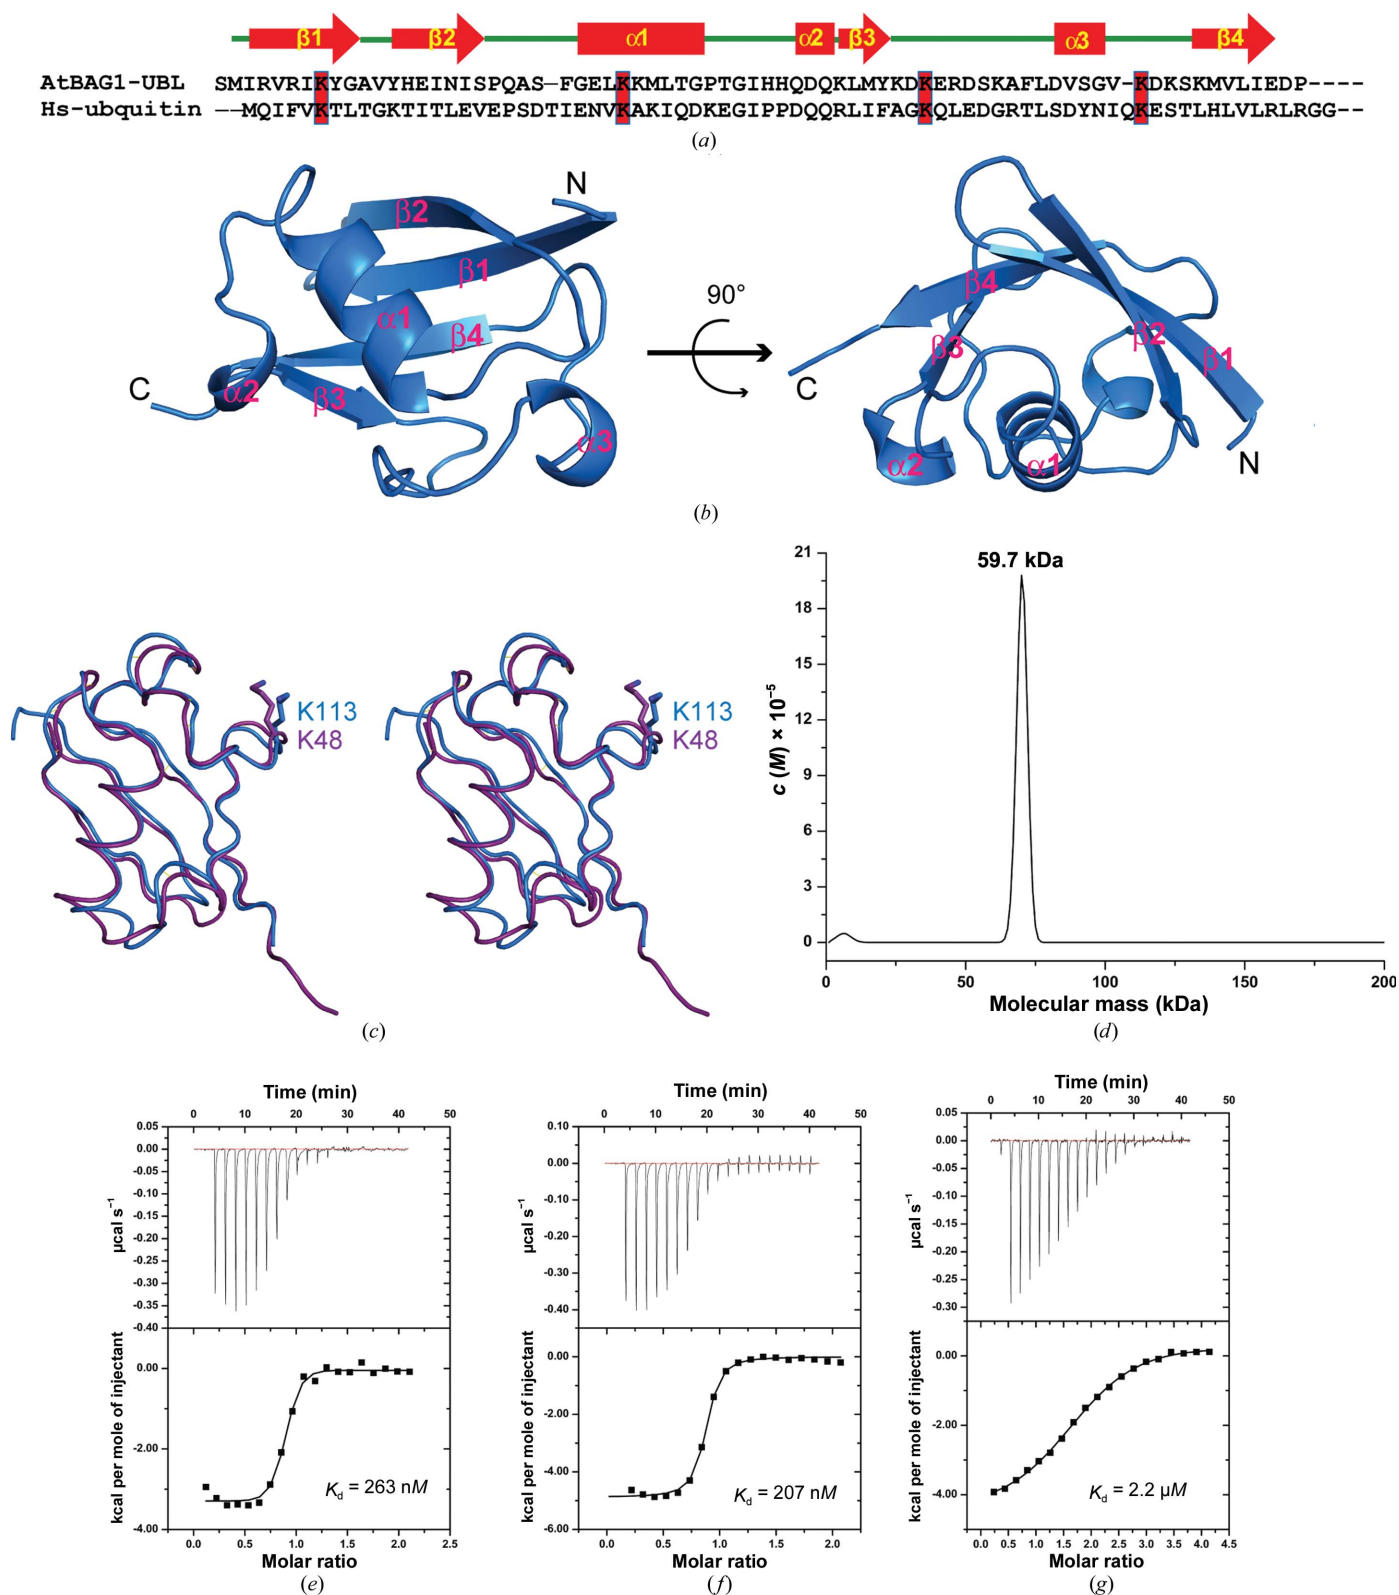 β1 β2 α1 α2 β3 α3 β4
AtBAG1-UBL SMIRVRIKYGAVYHEINISPQAS–FGELKKMLTGPTGIHHQDQKLMYKDKERDSKAFLDVSGV-KDKSKMVLIEDP----
Hs-ubquitin ––MQIFVKTLTGKTITLEVEPSDTIENVKAKIQDKEGIPPDQQRLIFAGKQLEDGRTLSDYNIQKESTLHLVLRLRGG––
(a)
N
β2
β1
α1
β4
α2
β3
α3
C
90°
β4
β3
β2
β1
C
α2
α1
N
(b)
K113
K48
K113
K48
(c)
59.7 kDa
21
18
15
12
9
6
3
0
c (M) × 10⁻⁵
0 50 100 150 200
Molecular mass (kDa)
(d)
Time (min)
0 10 20 30 40 50
0.05
0.00
-0.05
-0.10
-0.15
-0.20
-0.25
-0.30
-0.35
-0.40
µcal s⁻¹
0.00
-2.00
-4.00
kcal per mole of injectant
Kd = 263 nM
0.0 0.5 1.0 1.5 2.0 2.5
Molar ratio
(e)
Time (min)
0 10 20 30 40 50
0.10
0.00
-0.10
-0.20
-0.30
-0.40
µcal s⁻¹
0.00
-2.00
-4.00
-6.00
kcal per mole of injectant
Kd = 207 nM
0.0 0.5 1.0 1.5 2.0 2.5
Molar ratio
(f)
Time (min)
0 10 20 30 40 50
0.05
0.00
-0.05
-0.10
-0.15
-0.20
-0.25
-0.30
µcal s⁻¹
0.00
-2.00
-4.00
kcal per mole of injectant
Kd = 2.2 µM
0.0 0.5 1.0 1.5 2.0 2.5 3.0 3.5 4.0 4.5
Molar ratio
(g)